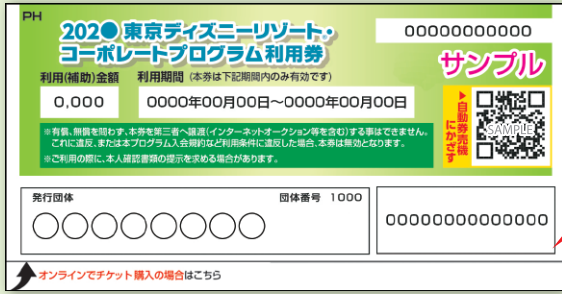 PH
202● 東京ディズニーリゾート・
コーポレートプログラム利用券
00000000000
サンプル
利用(補助)金額
利用期間 (本券は下記期間内のみ有効です)
0,000
0000年00月00日～0000年00月00日
▶自動券売機
にかざす
SAMPLE
※有償、無償を問わず、本券を第三者へ譲渡(インターネットオークション等を含む)する事はできません。
これに違反、または本プログラム入会規約など利用条件に違反した場合、本券は無効となります。
※ご利用の際に、本人確認書類の提示を求める場合があります。
発行団体
団体番号 1000
○○○○○○○○○
00000000000000
オンラインでチケット購入の場合はこちら